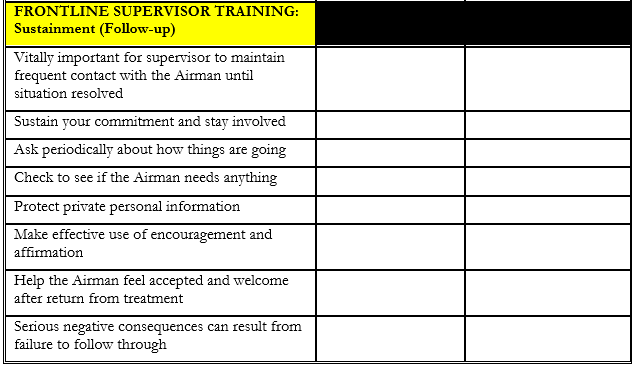 FRONTLINE SUPERVISOR TRAINING:
Sustainment (Follow-up)
Vitally important for supervisor to maintain
frequent contact with the Airman until
situation resolved
Sustain your commitment and stay involved
Ask periodically about how things are going
Check to see if the Airman needs anything
Protect private personal information
Make effective use of encouragement and
affirmation
Help the Airman feel accepted and welcome
after return from treatment
Serious negative consequences can result from
failure to follow through